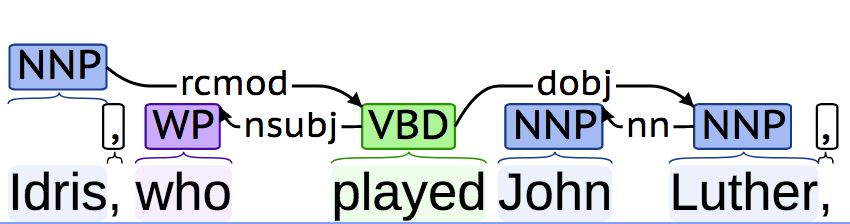 NNP rcmod dobj
, WP nsubj VBD NNP nn NNP ,
Idris, who played John Luther,